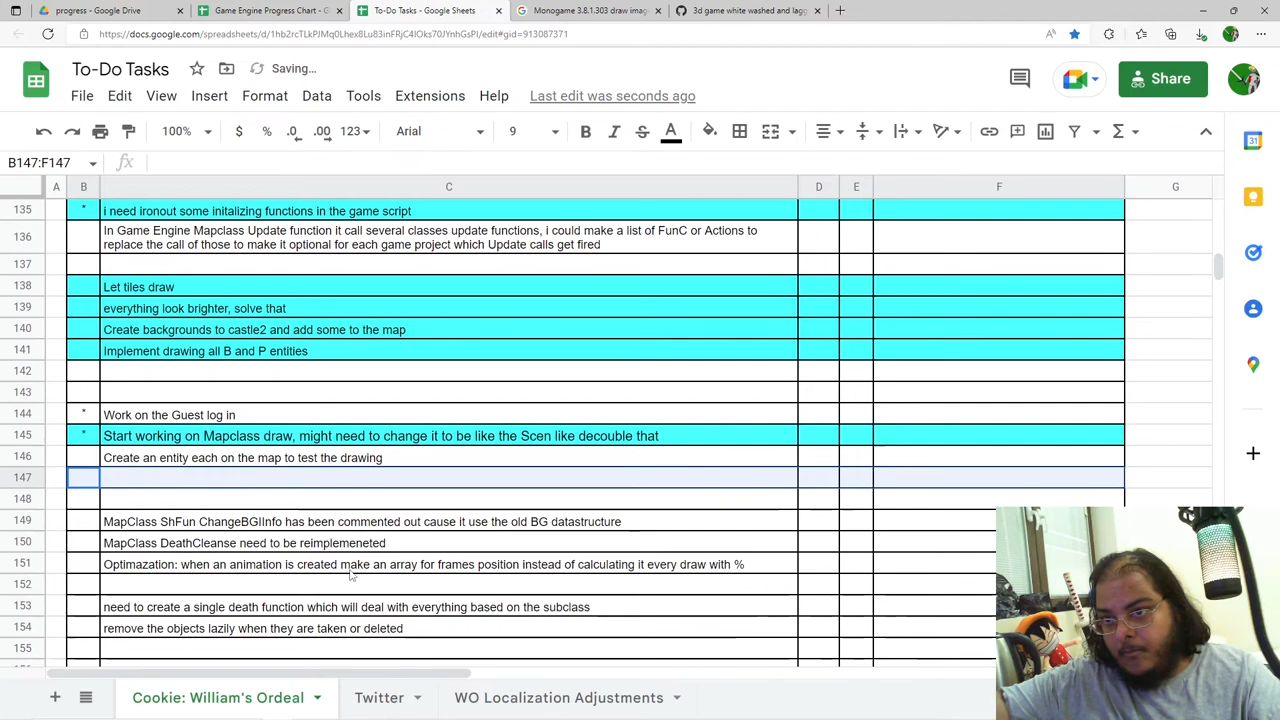 progress - Google Drive
Game Engine Progress Chart - G
To-Do Tasks - Google Sheets
Monogame 3.8.1.303 draw imag
3d game white washed and lagg
https://docs.google.com/spreadsheets/d/1hb2rcTLkPJMq0Lhex8Lu83inFRjC4IOks70JYnhGsPI/edit#gid=913087371
To-Do Tasks
Saving...
Share
File Edit View Insert Format Data Tools Extensions Help Last edit was seconds ago
100% $ % .0 .00 123 Arial 9 B I S A
B147:F147 fx
A B C D E F G
135 * i need ironout some initalizing functions in the game script
136 In Game Engine Mapclass Update function it call several classes update functions, i could make a list of FunC or Actions to
replace the call of those to make it optional for each game project which Update calls get fired
137
138 Let tiles draw
139 everything look brighter, solve that
140 Create backgrounds to castle2 and add some to the map
141 Implement drawing all B and P entities
142
143
144 * Work on the Guest log in
145 * Start working on Mapclass draw, might need to change it to be like the Scen like decouble that
146 Create an entity each on the map to test the drawing
147
148
149 MapClass ShFun ChangeBGIInfo has been commented out cause it use the old BG datastructure
150 MapClass DeathCleanse need to be reimplemeneted
151 Optimazation: when an animation is created make an array for frames position instead of calculating it every draw with %
152
153 need to create a single death function which will deal with everything based on the subclass
154 remove the objects lazily when they are taken or deleted
155
Cookie: William's Ordeal
Twitter
WO Localization Adjustments
31